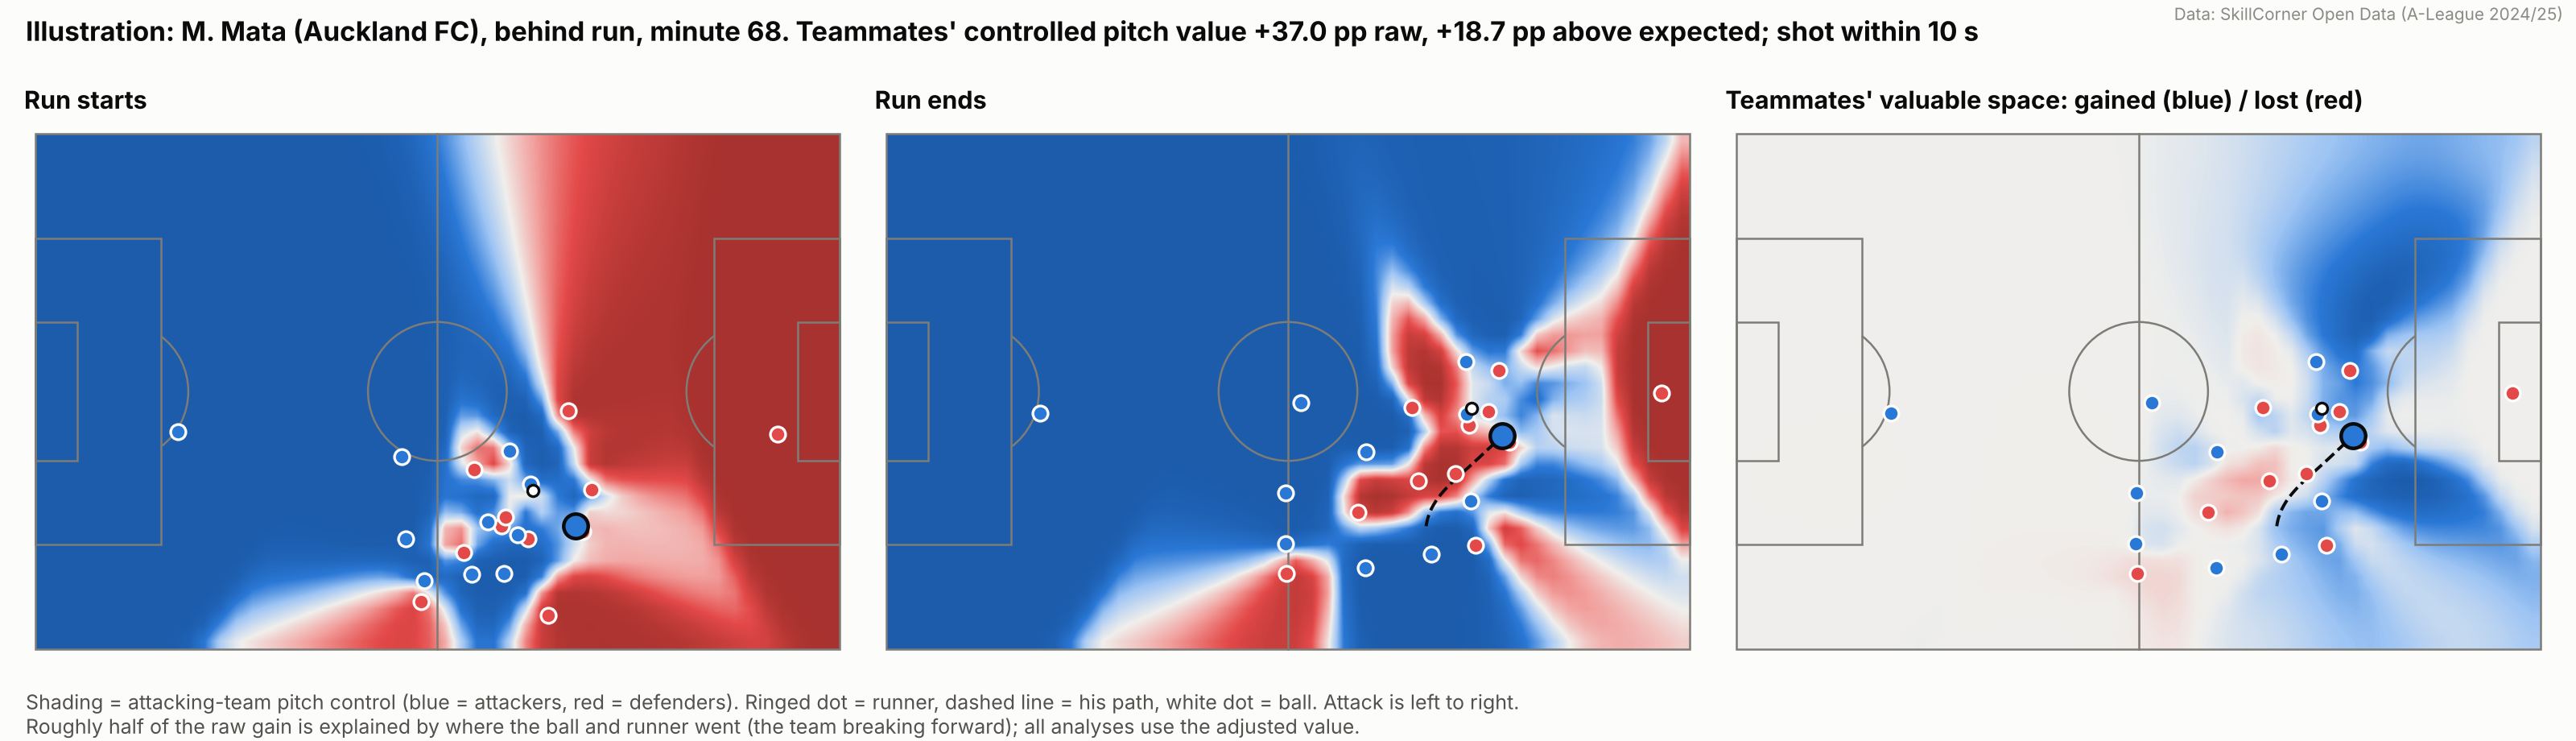 Data: SkillCorner Open Data (A-League 2024/25)
Illustration: M. Mata (Auckland FC), behind run, minute 68. Teammates' controlled pitch value +37.0 pp raw, +18.7 pp above expected; shot within 10 s
Run starts
Run ends
Teammates' valuable space: gained (blue) / lost (red)
Shading = attacking-team pitch control (blue = attackers, red = defenders). Ringed dot = runner, dashed line = his path, white dot = ball. Attack is left to right.
Roughly half of the raw gain is explained by where the ball and runner went (the team breaking forward); all analyses use the adjusted value.